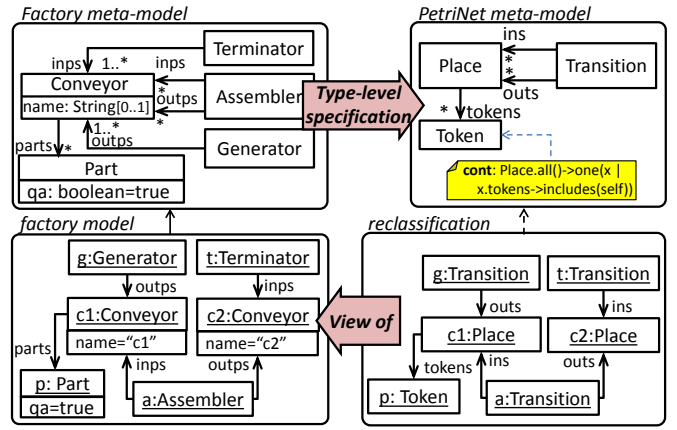 Factory meta-model
Terminator
inps 1..*
inps
Conveyor
name: String[0..1]
*
outps
*
Assembler
1..*
outps
Generator
parts
*
Part
qa: boolean=true
Type-level
specification
PetriNet meta-model
ins
*
Place
Transition
*
outs
*
tokens
Token
cont: Place.all()->one(x |
x.tokens->includes(self))
factory model
g:Generator
t:Terminator
outps
inps
c1:Conveyor
name="c1"
c2:Conveyor
name="c2"
parts
inps
outps
p: Part
qa=true
a:Assembler
View of
reclassification
g:Transition
t:Transition
outs
ins
c1:Place
c2:Place
tokens
ins
outs
p: Token
a:Transition